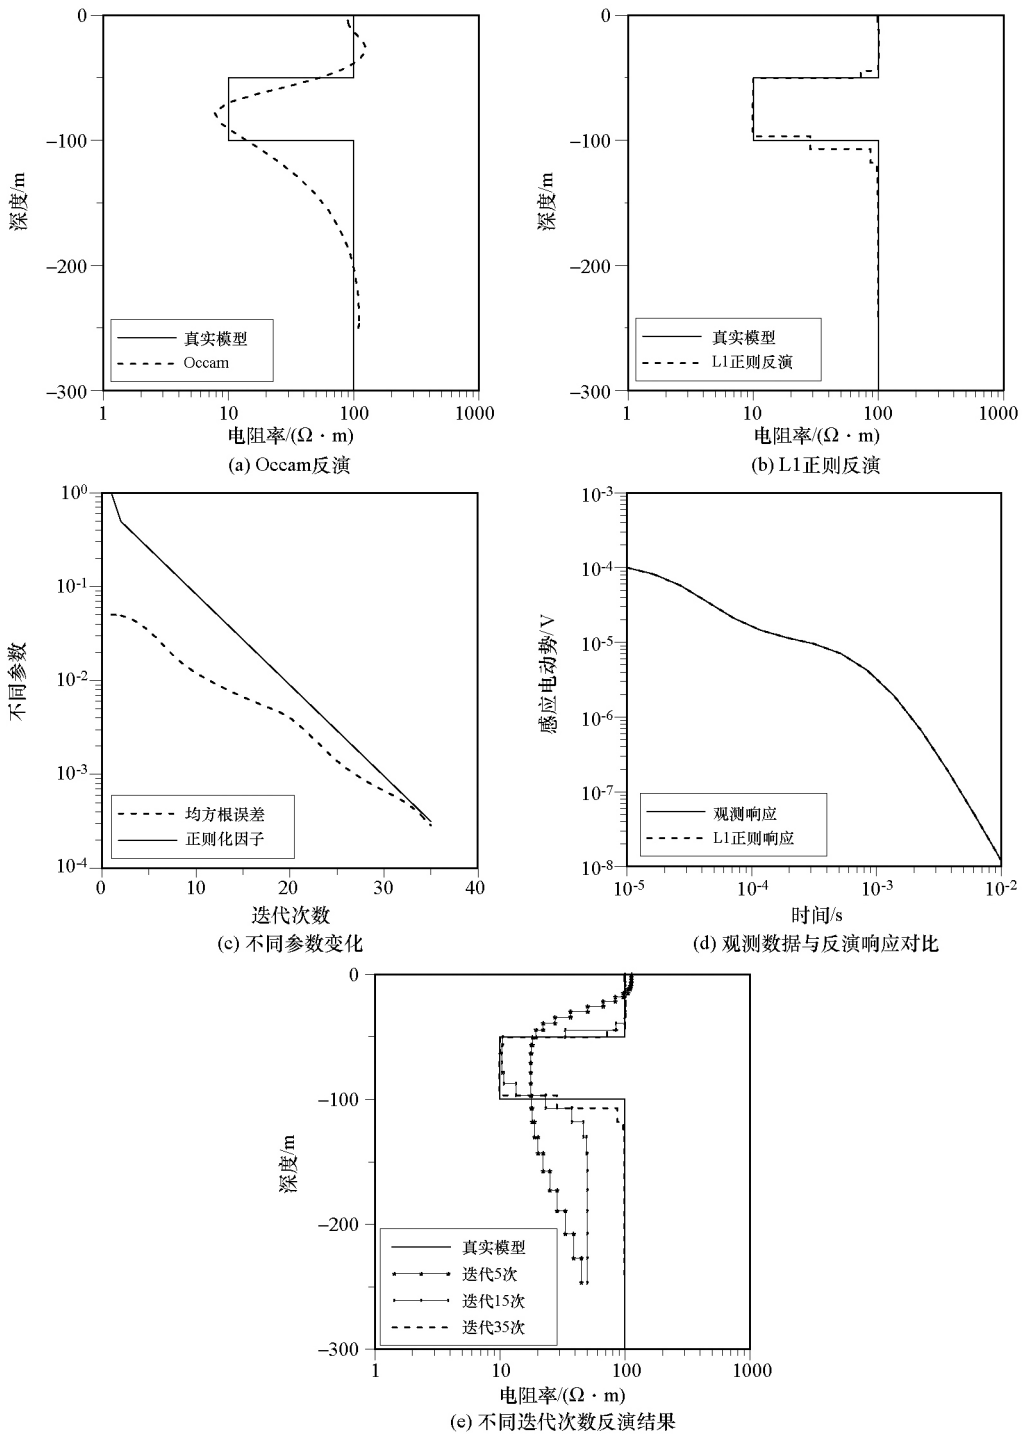 0
−100
−200
−300
深度/m
真实模型
Occam
1
10
100
1000
电阻率/(Ω · m)
(a) Occam反演
0
−100
−200
−300
深度/m
真实模型
L1正则反演
1
10
100
1000
电阻率/(Ω · m)
(b) L1正则反演
10⁰
10⁻¹
10⁻²
10⁻³
10⁻⁴
不同参数
均方根误差
正则化因子
0
10
20
30
40
迭代次数
(c) 不同参数变化
10⁻³
10⁻⁴
10⁻⁵
10⁻⁶
10⁻⁷
10⁻⁸
感应电动势/V
观测响应
L1正则响应
10⁻⁵
10⁻⁴
10⁻³
10⁻²
时间/s
(d) 观测数据与反演响应对比
0
−100
−200
−300
深度/m
真实模型
迭代5次
迭代15次
迭代35次
1
10
100
1000
电阻率/(Ω · m)
(e) 不同迭代次数反演结果